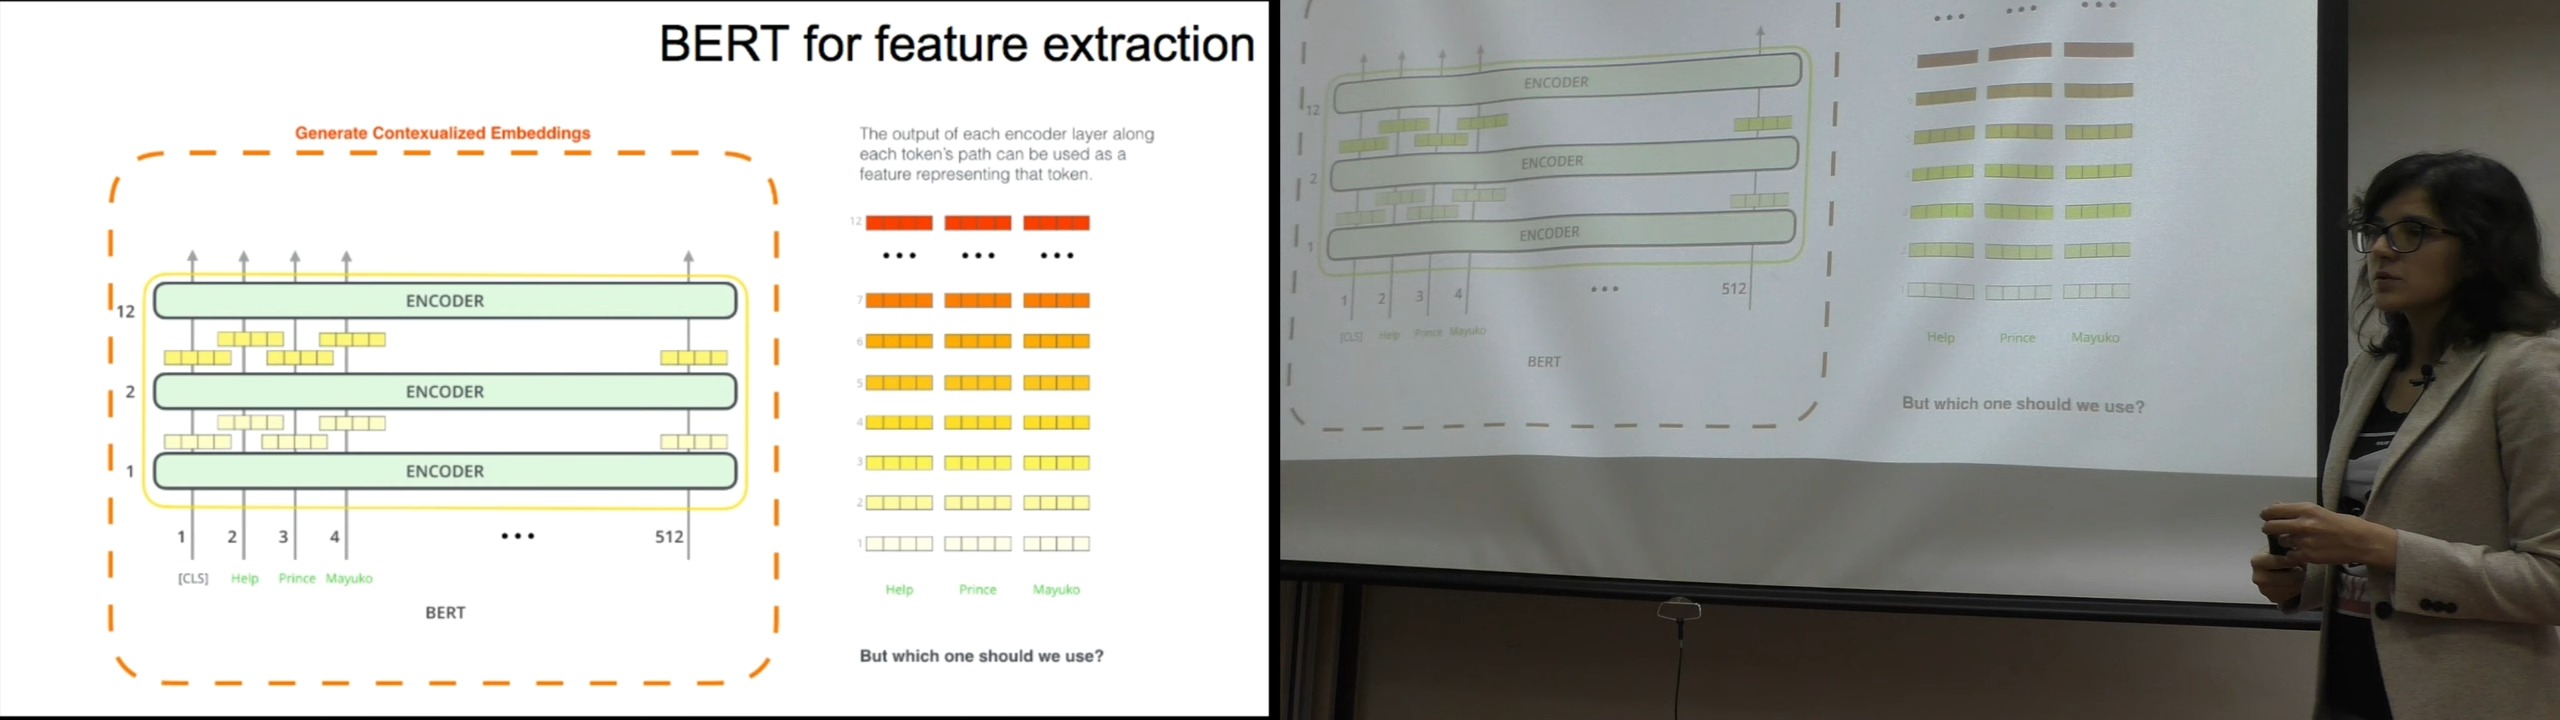 BERT for feature extraction
Generate Contexualized Embeddings
12
ENCODER
2
ENCODER
1
ENCODER
1 2 3 4 ••• 512
[CLS] Help Prince Mayuko
BERT
The output of each encoder layer along
each token's path can be used as a
feature representing that token.
12
••• ••• •••
7
6
5
4
3
2
1
Help Prince Mayuko
But which one should we use?
ENCODER
12
ENCODER
2
ENCODER
1
1 2 3 4 ••• 512
[CLS] Help Prince Mayuko
BERT
••• ••• •••
Help Prince Mayuko
But which one should we use?